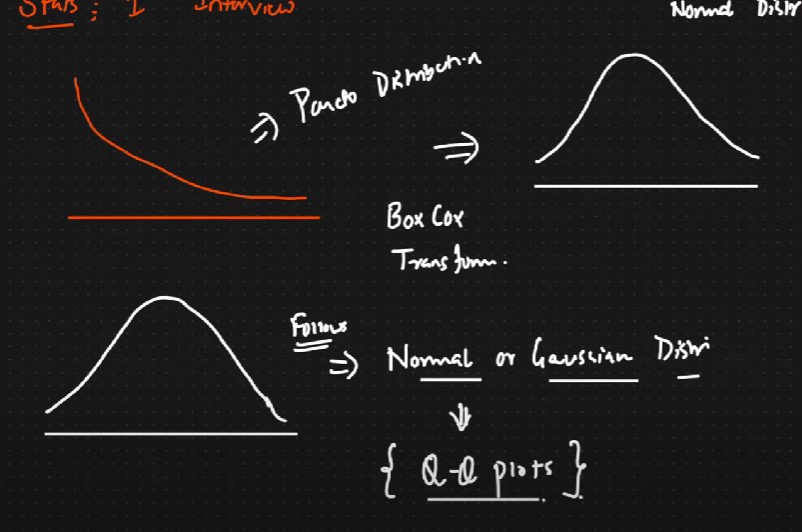 Stats : I Interview
Normal Distr
⇒ Pareto Distribution
⇒
Box Cox
Transform.
Follows
⇒ Normal or Gaussian Distri
⇓
{ Q-Q plots }